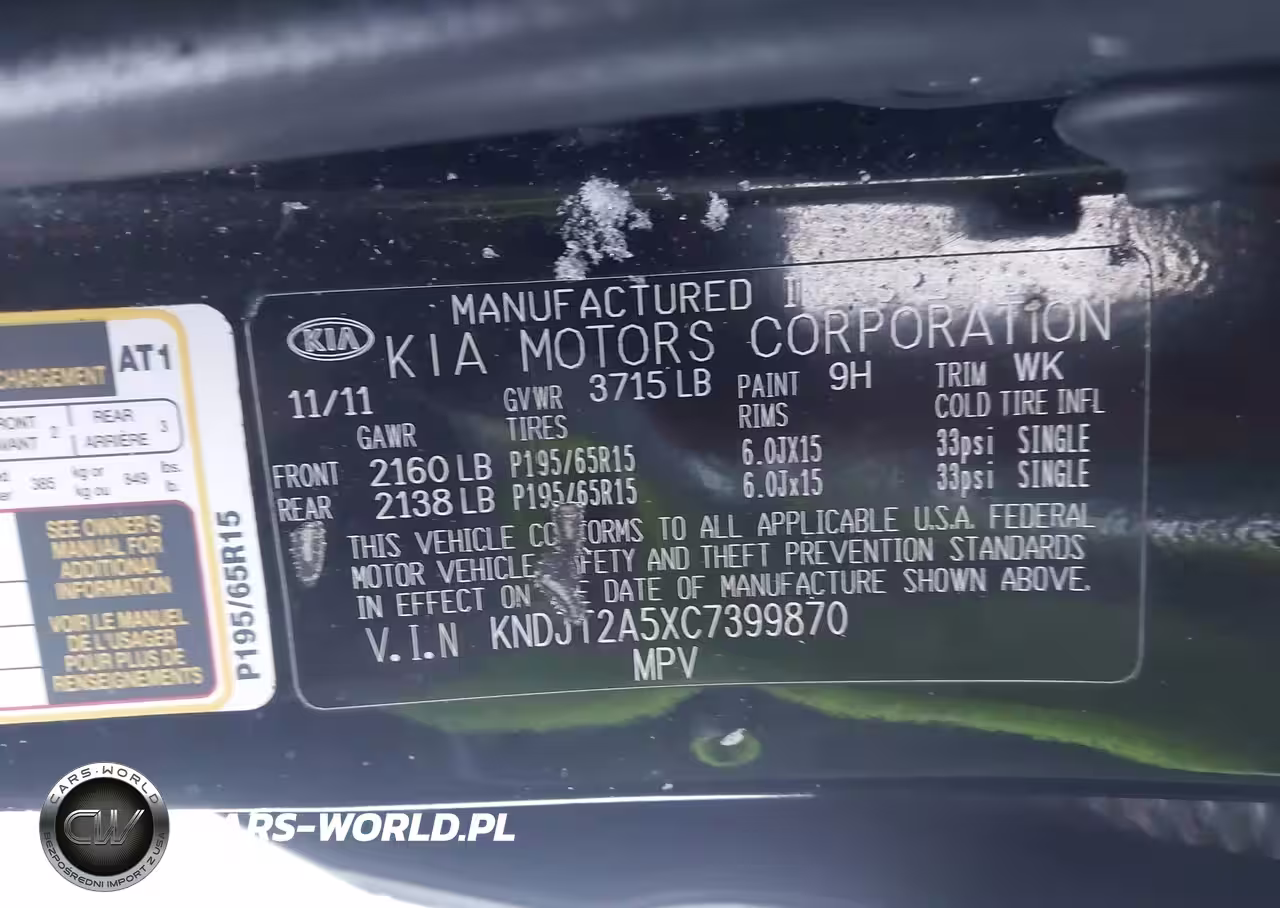 CHARGEMENT
AT1
RONT
VANT 2
REAR
ARRIÈRE 3
385
kg or
kg ou
849
lbs.
lb.
SEE OWNER'S
MANUAL FOR
ADDITIONAL
INFORMATION
VOIR LE MANUEL
DE L'USAGER
POUR PLUS DE
RENSEIGNEMENTS
P195/65R15
KIA
MANUFACTURED
KIA MOTORS CORPORATION
11/11 GVWR 3715 LB PAINT 9H TRIM WK
GAWR TIRES RIMS COLD TIRE INFL
FRONT 2160 LB P195/65R15 6.0JX15 33psi SINGLE
REAR 2138 LB P195/65R15 6.0Jx15 33psi SINGLE
THIS VEHICLE CO FORMS TO ALL APPLICABLE U.S.A. FEDERAL
MOTOR VEHICLE FETY AND THEFT PREVENTION STANDARDS
IN EFFECT ON E DATE OF MANUFACTURE SHOWN ABOVE.
V.I.N KNDJT2A5XC7399870
MPV
CARS-WORLD
CW
BEZPOŚREDNI IMPORT Z USA
ARS-WORLD.PL